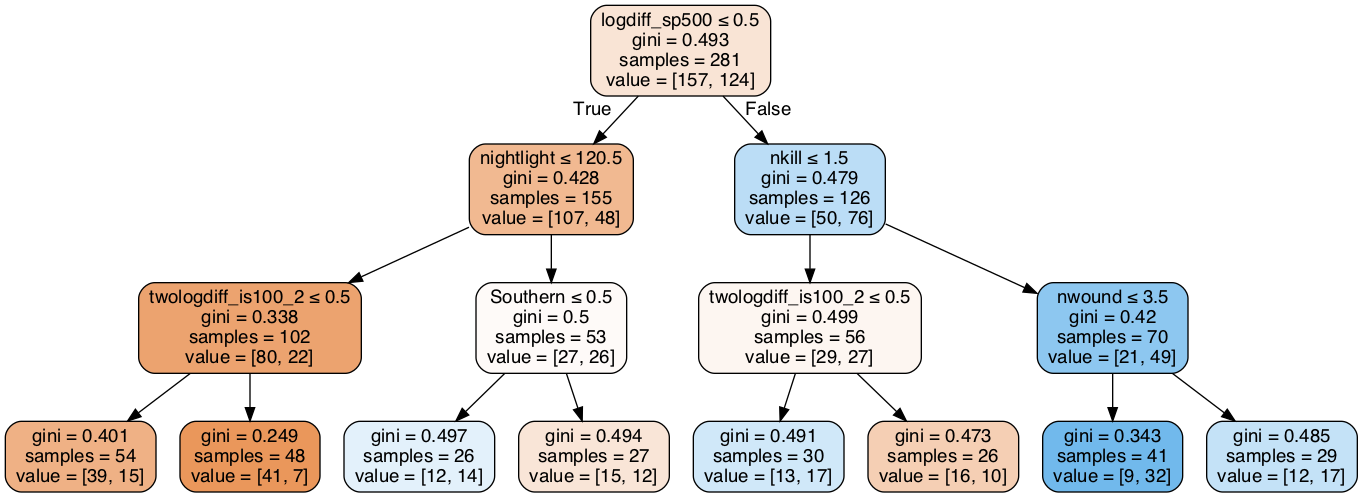 logdiff_sp500 ≤ 0.5
gini = 0.493
samples = 281
value = [157, 124]
True
False
nightlight ≤ 120.5
gini = 0.428
samples = 155
value = [107, 48]
nkill ≤ 1.5
gini = 0.479
samples = 126
value = [50, 76]
twologdiff_is100_2 ≤ 0.5
gini = 0.338
samples = 102
value = [80, 22]
Southern ≤ 0.5
gini = 0.5
samples = 53
value = [27, 26]
twologdiff_is100_2 ≤ 0.5
gini = 0.499
samples = 56
value = [29, 27]
nwound ≤ 3.5
gini = 0.42
samples = 70
value = [21, 49]
gini = 0.401
samples = 54
value = [39, 15]
gini = 0.249
samples = 48
value = [41, 7]
gini = 0.497
samples = 26
value = [12, 14]
gini = 0.494
samples = 27
value = [15, 12]
gini = 0.491
samples = 30
value = [13, 17]
gini = 0.473
samples = 26
value = [16, 10]
gini = 0.343
samples = 41
value = [9, 32]
gini = 0.485
samples = 29
value = [12, 17]